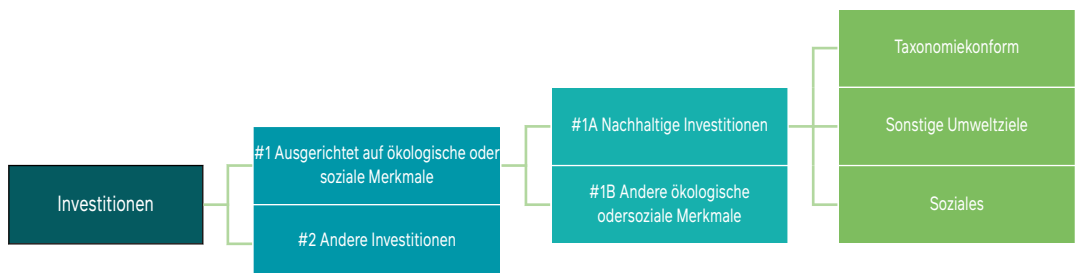 Investitionen
#1 Ausgerichtet auf ökologische oder
soziale Merkmale
#2 Andere Investitionen
#1A Nachhaltige Investitionen
#1B Andere ökologische
odersoziale Merkmale
Taxonomiekonform
Sonstige Umweltziele
Soziales